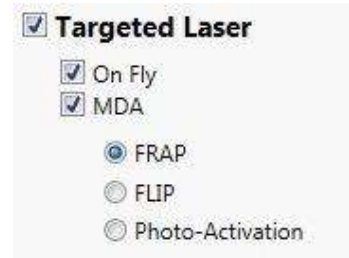 Targeted Laser
On Fly
MDA
FRAP
FLIP
Photo-Activation